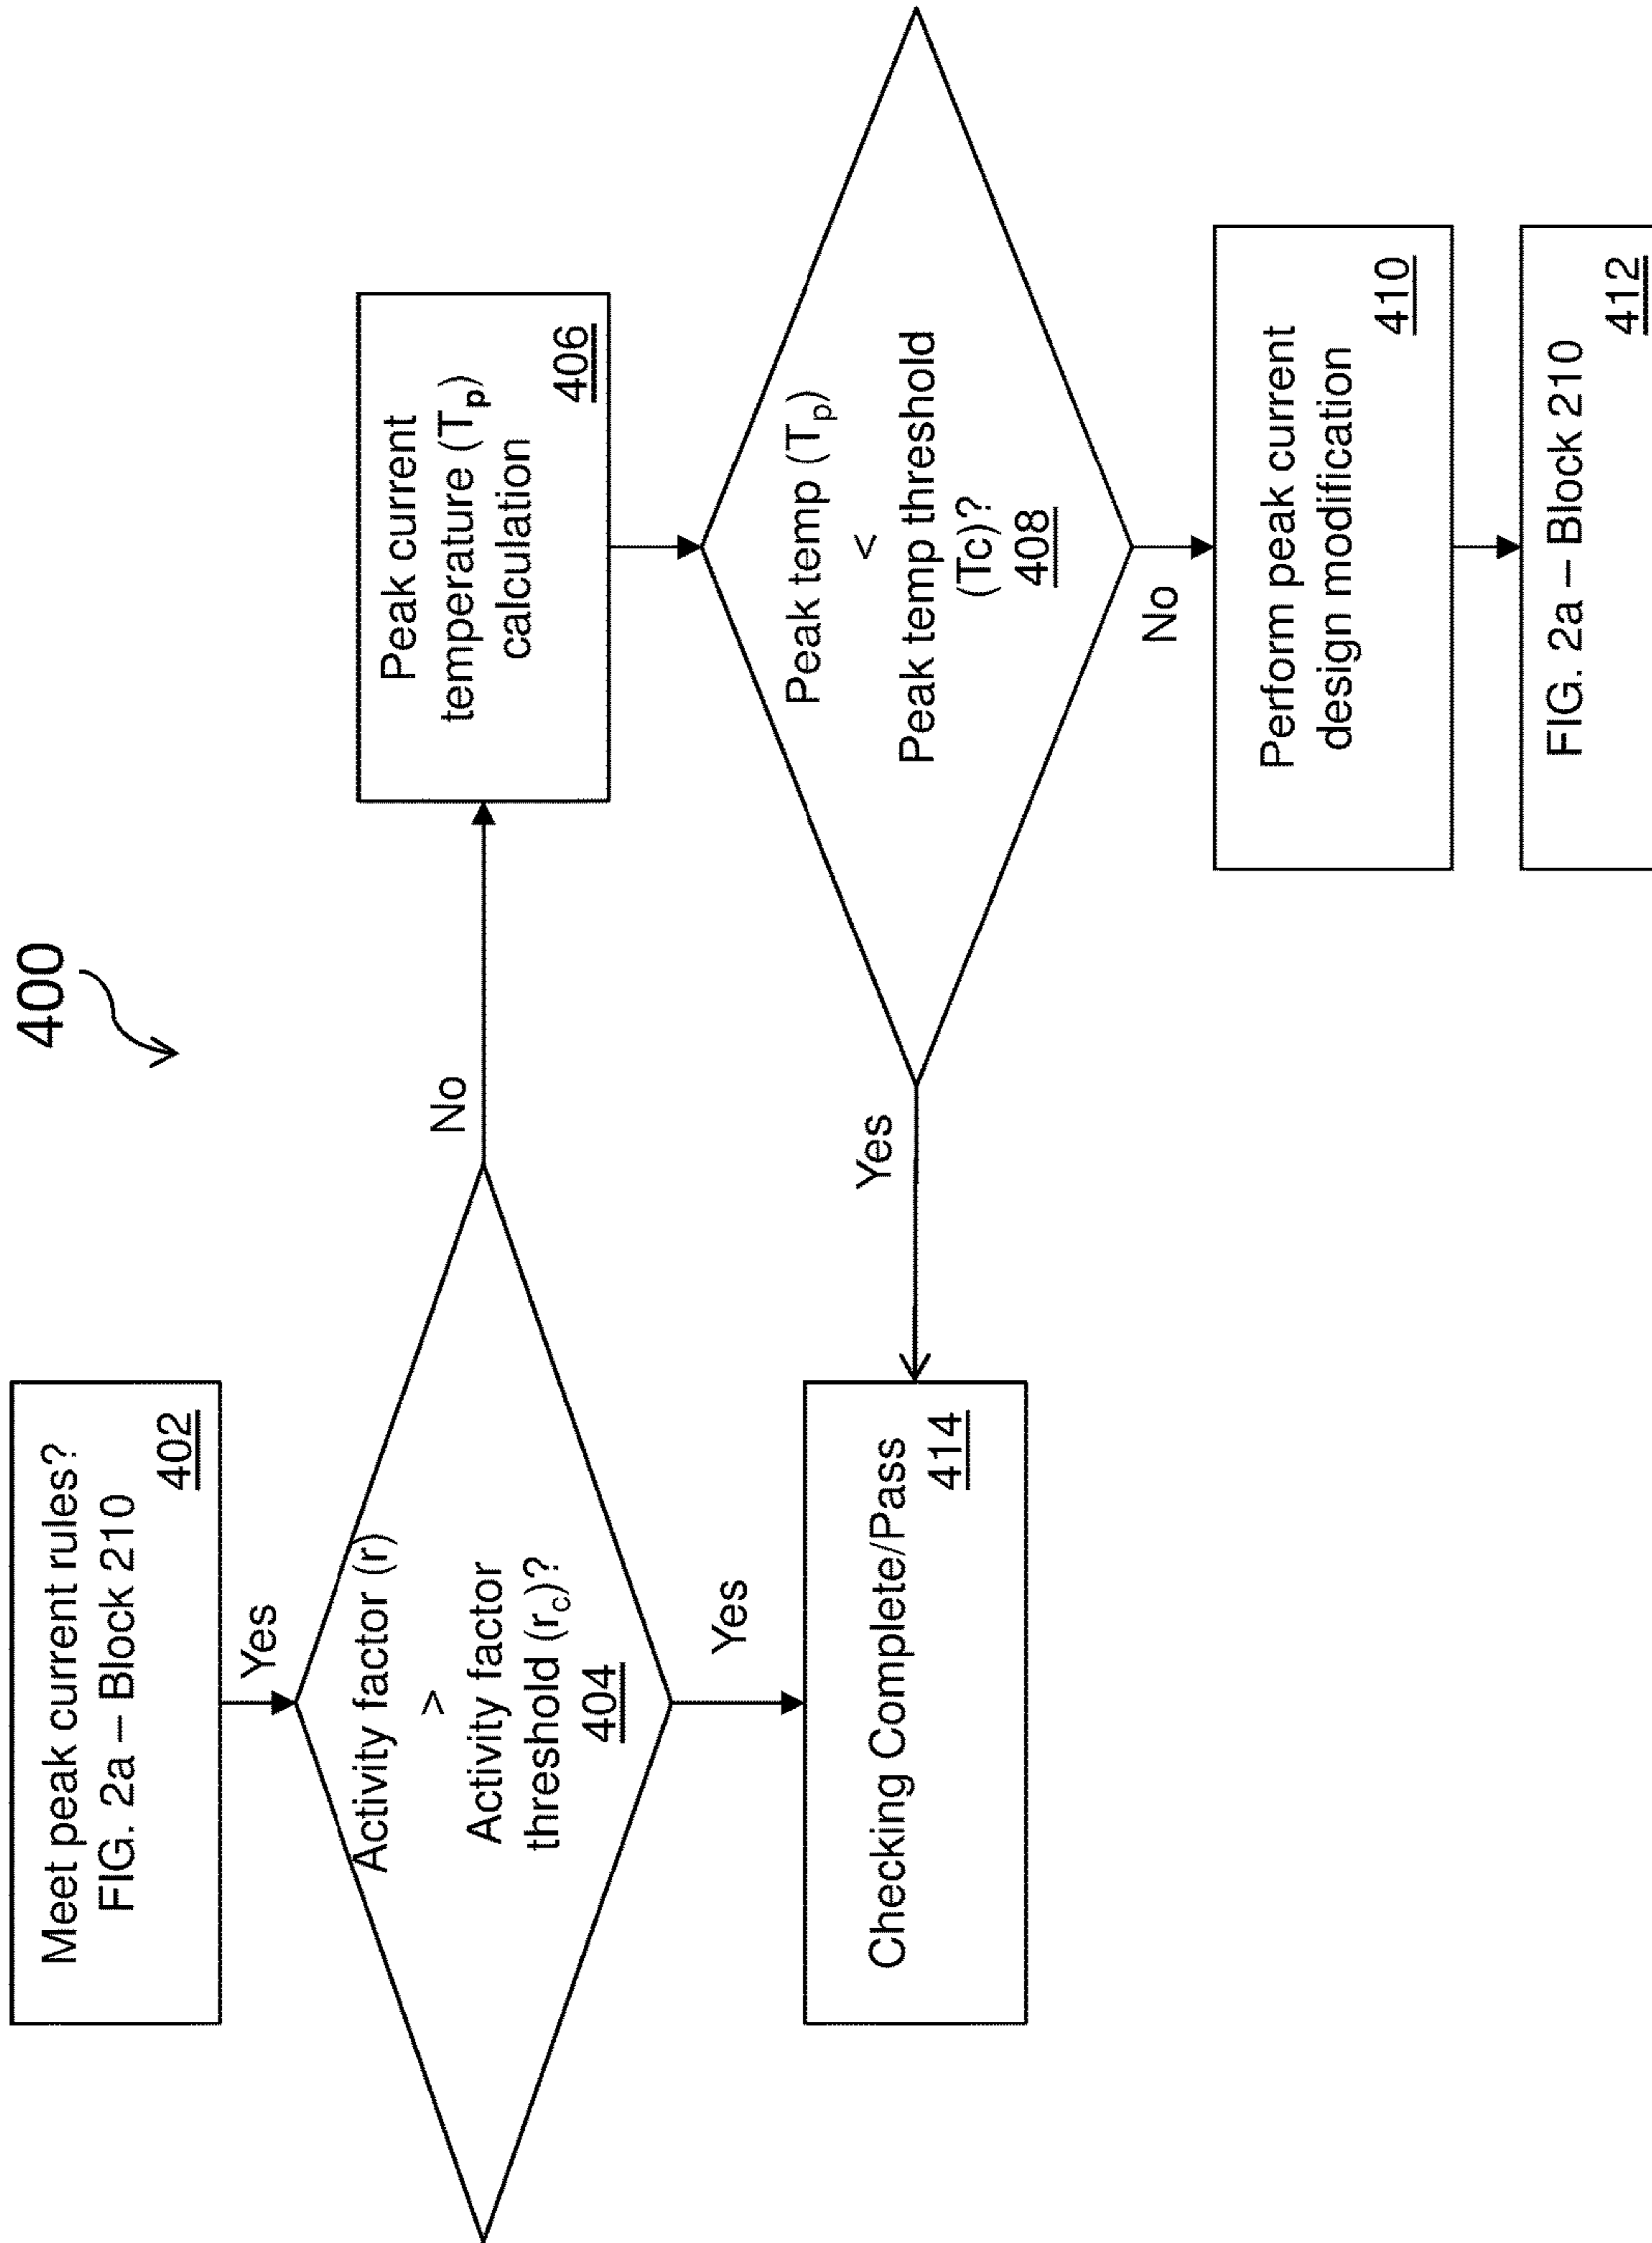 400
Meet peak current rules?
FIG. 2a – Block 210
402
Yes
Activity factor (r)
>
Activity factor
threshold (rc)?
404
No
Yes
Peak current
temperature (Tp)
calculation
406
Peak temp (Tp)
<
Peak temp threshold
(Tc)?
408
Yes
No
Checking Complete/Pass
414
Perform peak current
design modification
410
FIG. 2a – Block 210
412